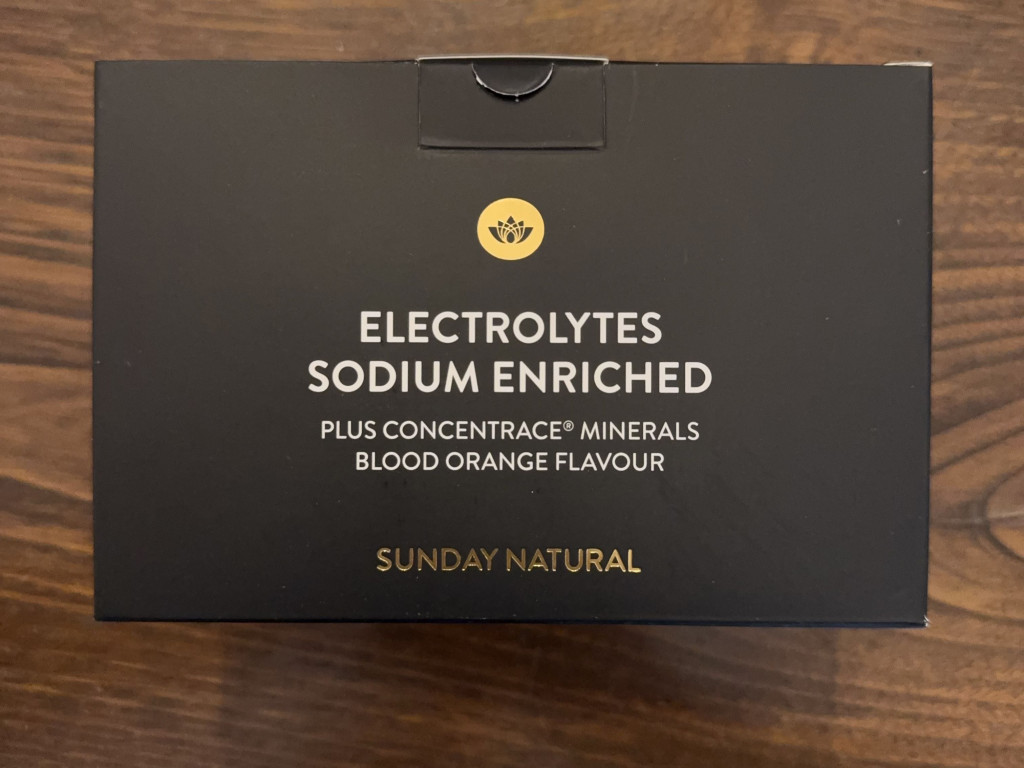 ELECTROLYTES
SODIUM ENRICHED
PLUS CONCENTRACE® MINERALS
BLOOD ORANGE FLAVOUR
SUNDAY NATURAL